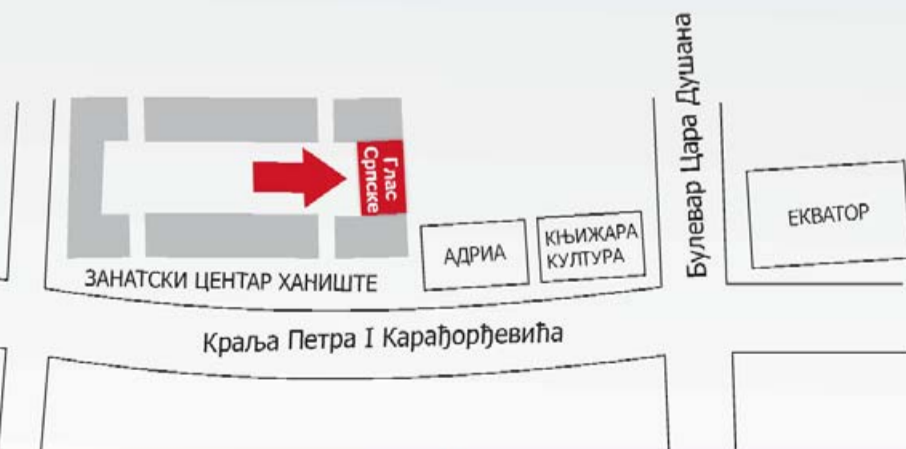 Булевар Цара Душана
Глас
Српске
ЕКВАТОР
АДРИА
КЊИЖАРА
КУЛТУРА
ЗАНАТСКИ ЦЕНТАР ХАНИШТЕ
Краља Петра I Карађорђевића